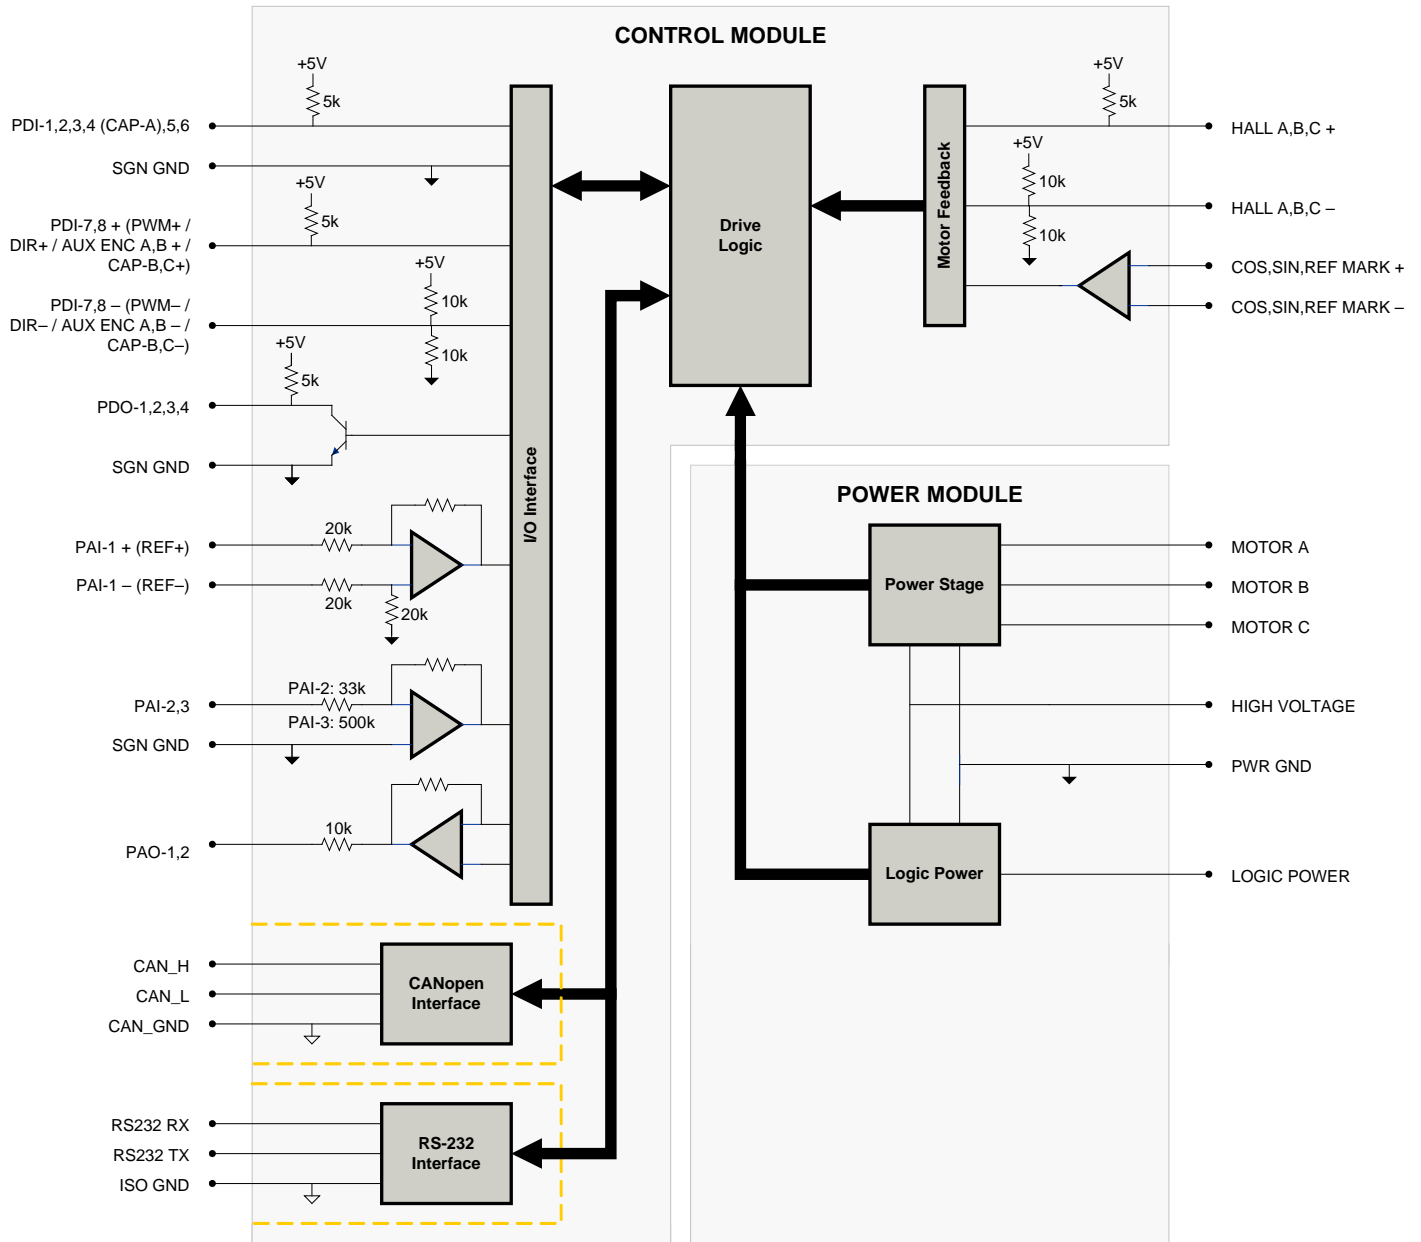 CONTROL MODULE
+5V
5k
PDI-1,2,3,4 (CAP-A),5,6
SGN GND
+5V
5k
PDI-7,8 + (PWM+ /
DIR+ / AUX ENC A,B + /
CAP-B,C+)
+5V
10k
PDI-7,8 – (PWM– /
DIR– / AUX ENC A,B – /
CAP-B,C–)
10k
+5V
5k
PDO-1,2,3,4
SGN GND
20k
PAI-1 + (REF+)
PAI-1 – (REF–)
20k
20k
PAI-2: 33k
PAI-2,3
PAI-3: 500k
SGN GND
10k
PAO-1,2
I/O Interface
CAN_H
CAN_L
CAN_GND
CANopen
Interface
RS232 RX
RS232 TX
ISO GND
RS-232
Interface
Drive
Logic
Motor Feedback
+5V
5k
HALL A,B,C +
+5V
10k
HALL A,B,C –
10k
COS,SIN,REF MARK +
COS,SIN,REF MARK –
POWER MODULE
Power Stage
MOTOR A
MOTOR B
MOTOR C
HIGH VOLTAGE
PWR GND
Logic Power
LOGIC POWER